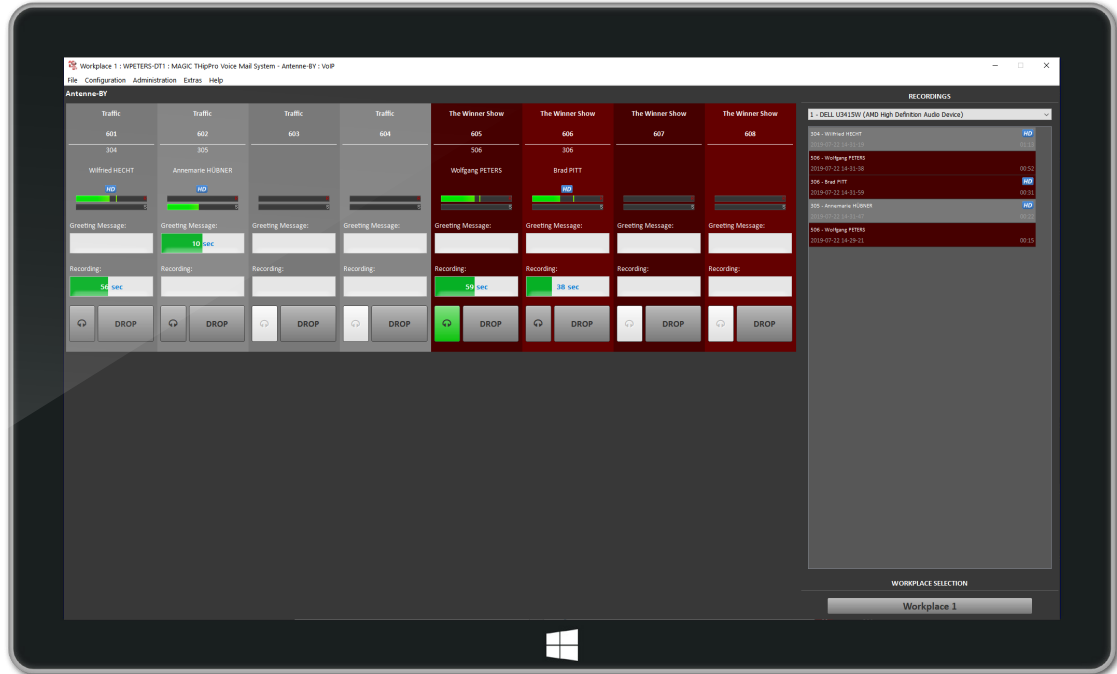 Workplace 1 : WPETERS-DT1 : MAGIC THipPro Voice Mail System - Antenne-BY : VoIP
File Configuration Administration Extras Help
Antenne-BY
RECORDINGS
Traffic Traffic Traffic Traffic The Winner Show The Winner Show The Winner Show The Winner Show
1 - DELL U3415W (AMD High Definition Audio Device)
601 602 603 604 605 606 607 608
304 305 506 306
Wilfried HECHT Annemarie HÜBNER Wolfgang PETERS Brad PITT
HD HD HD
S S S S S S S S
Greeting Message: Greeting Message: Greeting Message: Greeting Message: Greeting Message: Greeting Message: Greeting Message: Greeting Message:
10 sec
Recording: Recording: Recording: Recording: Recording: Recording: Recording: Recording:
56 sec 59 sec 38 sec
DROP DROP DROP DROP DROP DROP DROP DROP
304 - Wilfried HECHT HD
2019-07-22 14-31-59
506 - Wolfgang PETERS
2019-07-22 14-31-38 00:52
306 - Brad PITT HD
2019-07-22 14-31-59 00:31
305 - Annemarie HÜBNER HD
506 - Wolfgang PETERS
2019-07-22 14-29-21 00:15
WORKPLACE SELECTION
Workplace 1